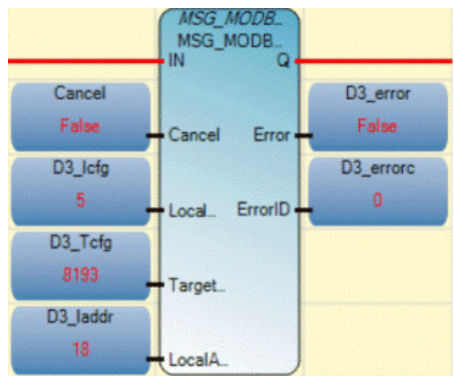 MSG_MODB...
MSG_MODB...
IN Q
Cancel
False
Cancel
Error
D3_error
False
D3_lcfg
5
Local...
ErrorID
D3_errorc
0
D3_Tcfg
8193
Target...
D3_laddr
18
LocalA...